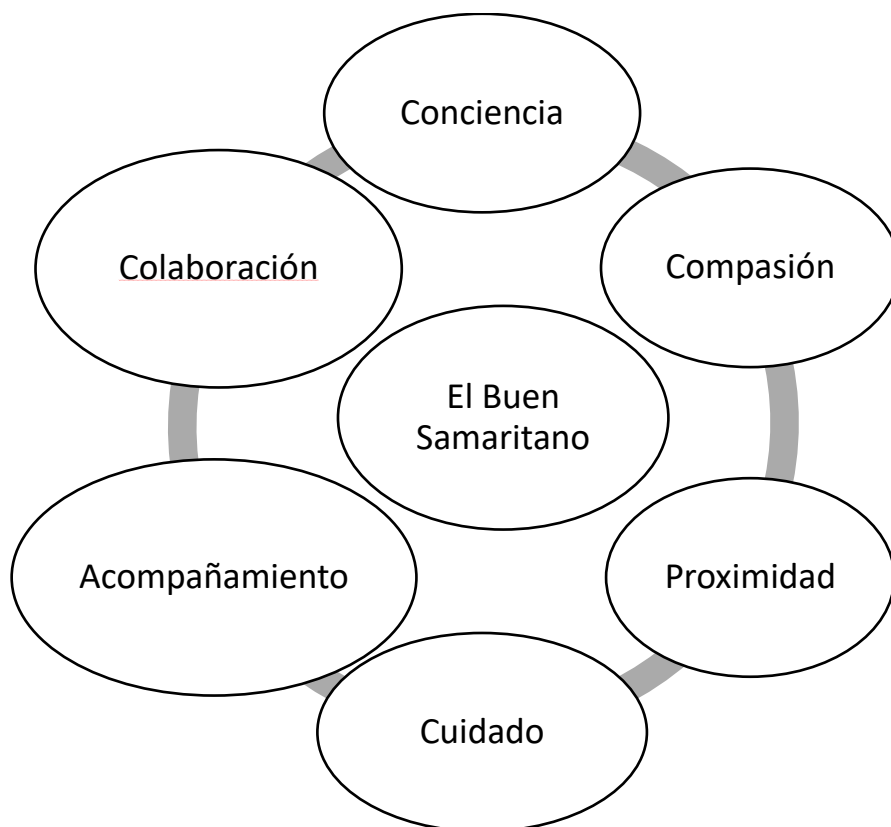 Conciencia
Compasión
Colaboración
El Buen
Samaritano
Proximidad
Acompañamiento
Cuidado